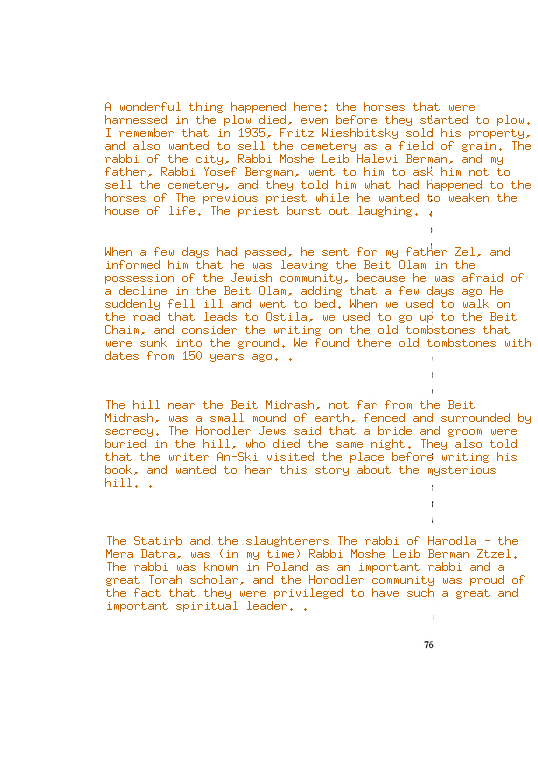 A wonderful thing happened here: the horses that were
harnessed in the plow died, even before they started to plow.
I remember that in 1935, Fritz Wieshbitsky sold his property,
and also wanted to sell the cemetery as a field of grain. The
rabbi of the city, Rabbi Moshe Leib Halevi Berman, and my
father, Rabbi Yosef Bergman, went to him to ask him not to
sell the cemetery, and they told him what had happened to the
horses of The previous priest while he wanted to weaken the
house of life. The priest burst out laughing.
When a few days had passed, he sent for my father Zel, and
informed him that he was leaving the Beit Olam in the
possession of the Jewish community, because he was afraid of
a decline in the Beit Olam, adding that a few days ago He
suddenly fell ill and went to bed. When we used to walk on
the road that leads to Ostila, we used to go up to the Beit
Chaim, and consider the writing on the old tombstones that
were sunk into the ground. We found there old tombstones with
dates from 150 years ago. .
The hill near the Beit Midrash, not far from the Beit
Midrash, was a small mound of earth, fenced and surrounded by
secrecy. The Horodler Jews said that a bride and groom were
buried in the hill, who died the same night. They also told
that the writer An-Ski visited the place before writing his
book, and wanted to hear this story about the mysterious
hill. .
The Statirb and the slaughterers The rabbi of Harodla - the
Mera Datra, was (in my time) Rabbi Moshe Leib Berman Ztzel.
The rabbi was known in Poland as an important rabbi and a
great Torah scholar, and the Horodler community was proud of
the fact that they were privileged to have such a great and
important spiritual leader. .
76